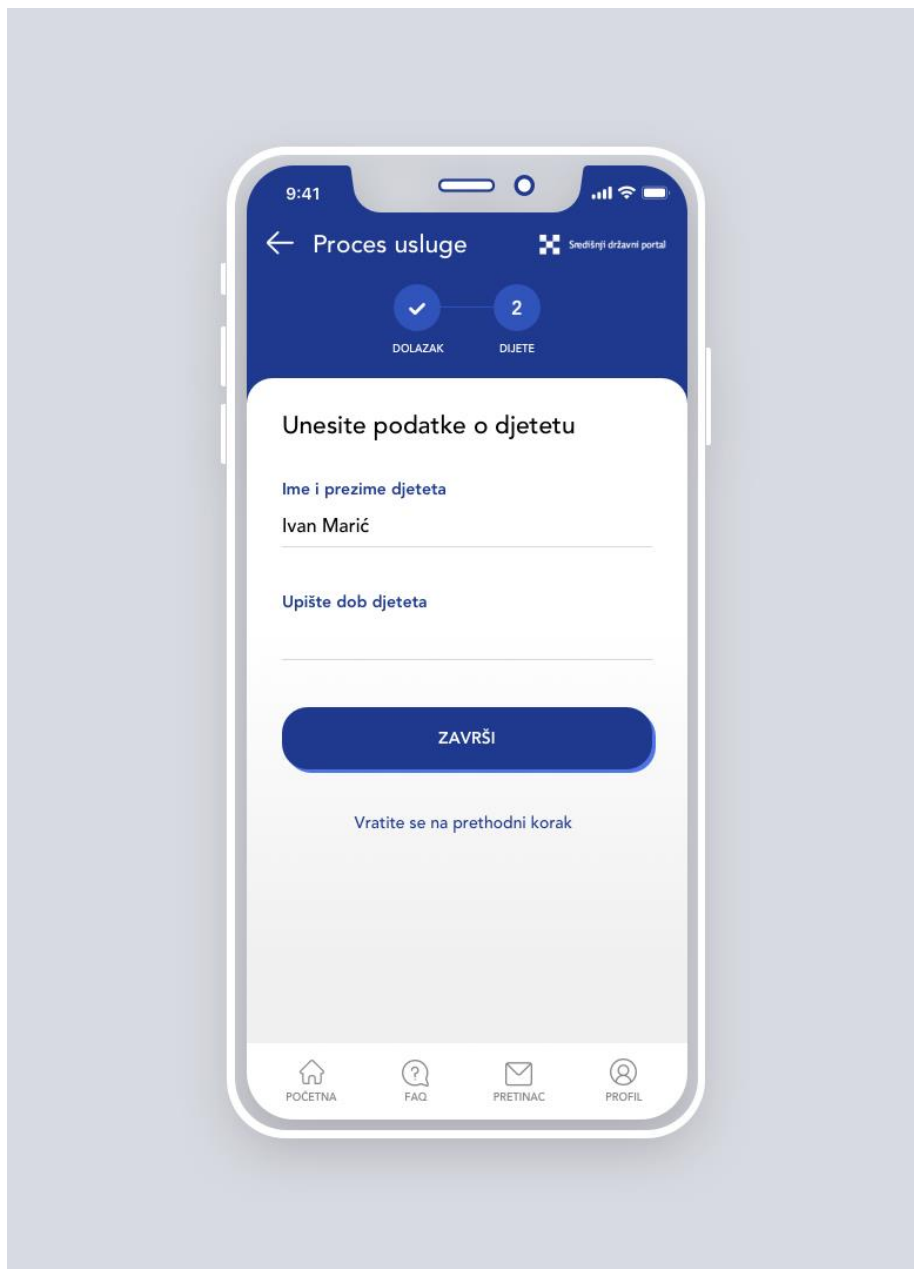 9:41
Proces usluge
Središnji državni portal
2
DOLAZAK
DIJETE
Unesite podatke o djetetu
Ime i prezime djeteta
Ivan Marić
Upište dob djeteta
ZAVRŠI
Vratite se na prethodni korak
POČETNA
FAQ
PRETINAC
PROFIL